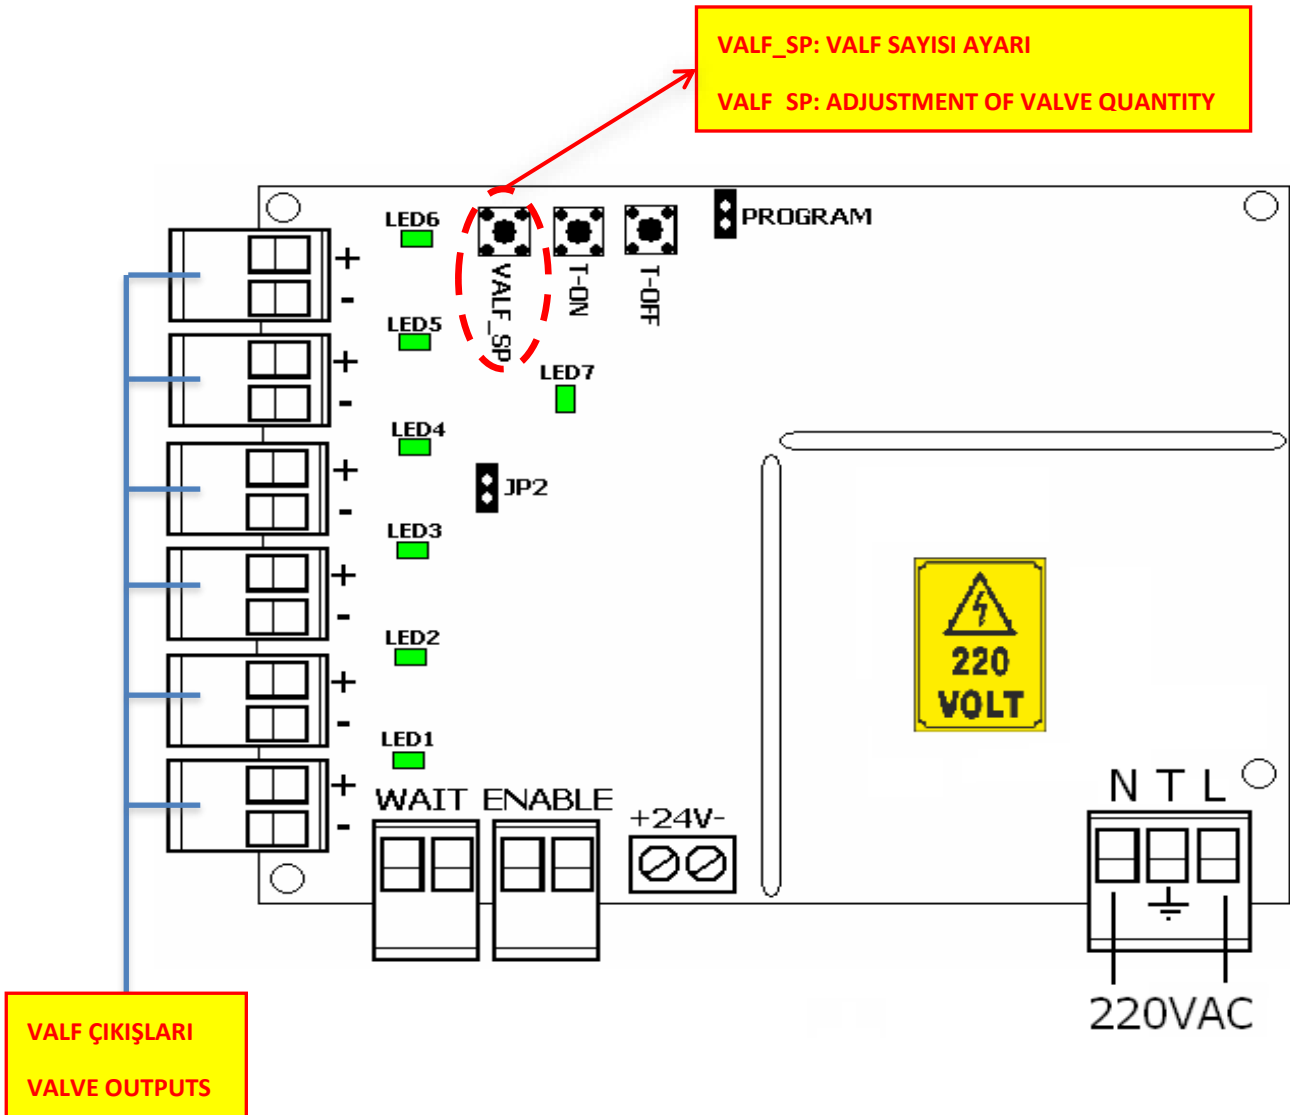 VALF_SP: VALF SAYISI AYARI
VALF SP: ADJUSTMENT OF VALVE QUANTITY
LED6
VALF_SP
T-ON
T-OFF
PROGRAM
+
-
LED5
+
-
LED7
LED4
+
-
JP2
LED3
+
-
220
VOLT
LED2
+
-
LED1
+
-
WAIT ENABLE
+24V-
N T L
220VAC
VALF ÇIKIŞLARI
VALVE OUTPUTS